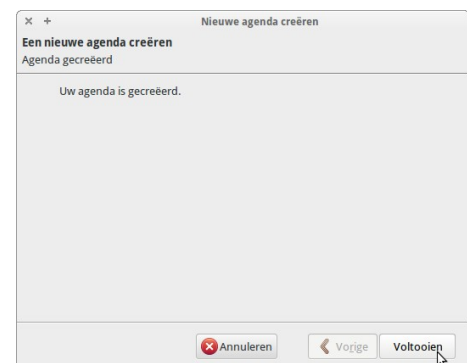 Nieuwe agenda creëren
Een nieuwe agenda creëren
Agenda gecreëerd
Uw agenda is gecreëerd.
Annuleren
Vorige
Voltooien